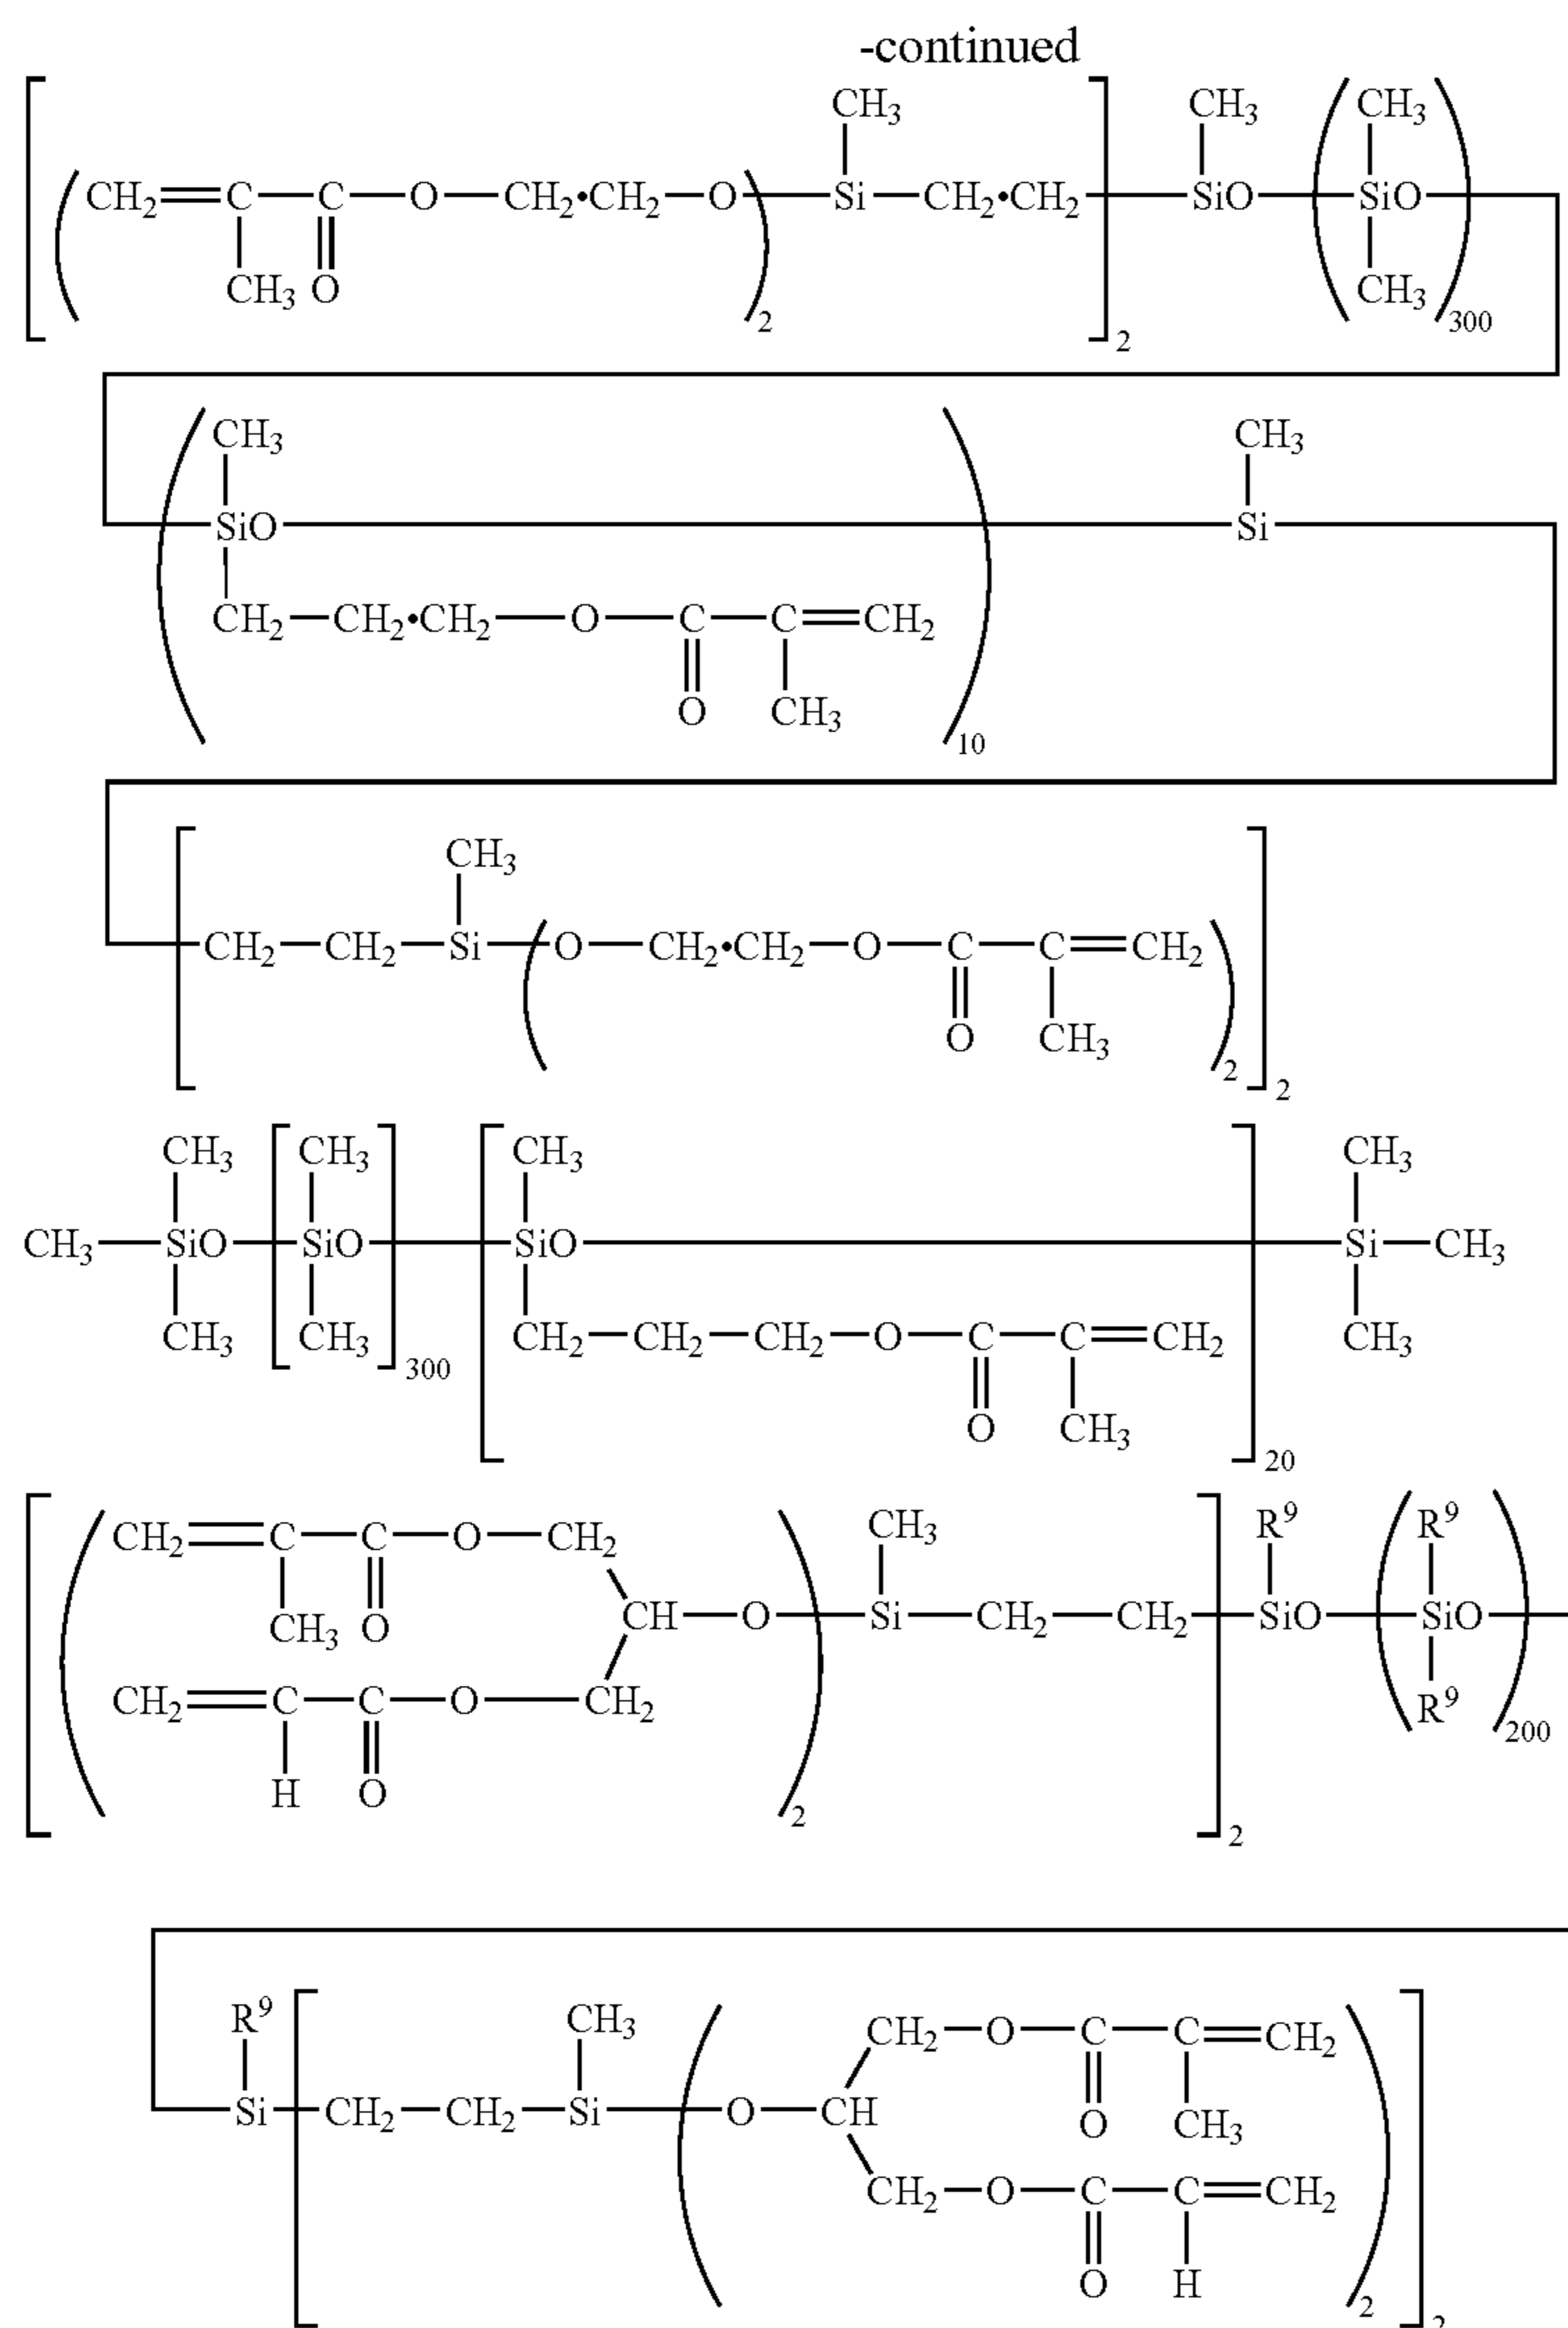 -continued
CH3 CH3 CH3
CH2=C—C—O—CH2•CH2—O—Si—CH2•CH2—SiO—SiO
CH3 O CH3
2 2 300
CH3 CH3
SiO Si
CH2—CH2•CH2—O—C—C=CH2
O CH3
10
CH3
CH2—CH2—Si—O—CH2•CH2—O—C—C=CH2
O CH3
2 2
CH3 CH3 CH3 CH3
CH3—SiO—SiO—SiO—Si—CH3
CH3 CH3 CH2—CH2—CH2—O—C—C=CH2 CH3
300
O CH3
20
CH2=C—C—O—CH2 CH3 R9 R9
CH3 O CH—O—Si—CH2—CH2—SiO—SiO
CH2=C—C—O—CH2 R9
200
H O
2 2
R9 CH3 CH2—O—C—C=CH2
Si—CH2—CH2—Si—O—CH O CH3
CH2—O—C—C=CH2
O H
2